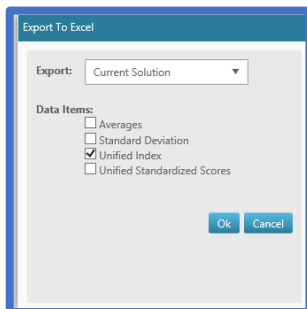 Export To Excel
Export: Current Solution
Data Items:
Averages
Standard Deviation
Unified Index
Unified Standardized Scores
Ok Cancel